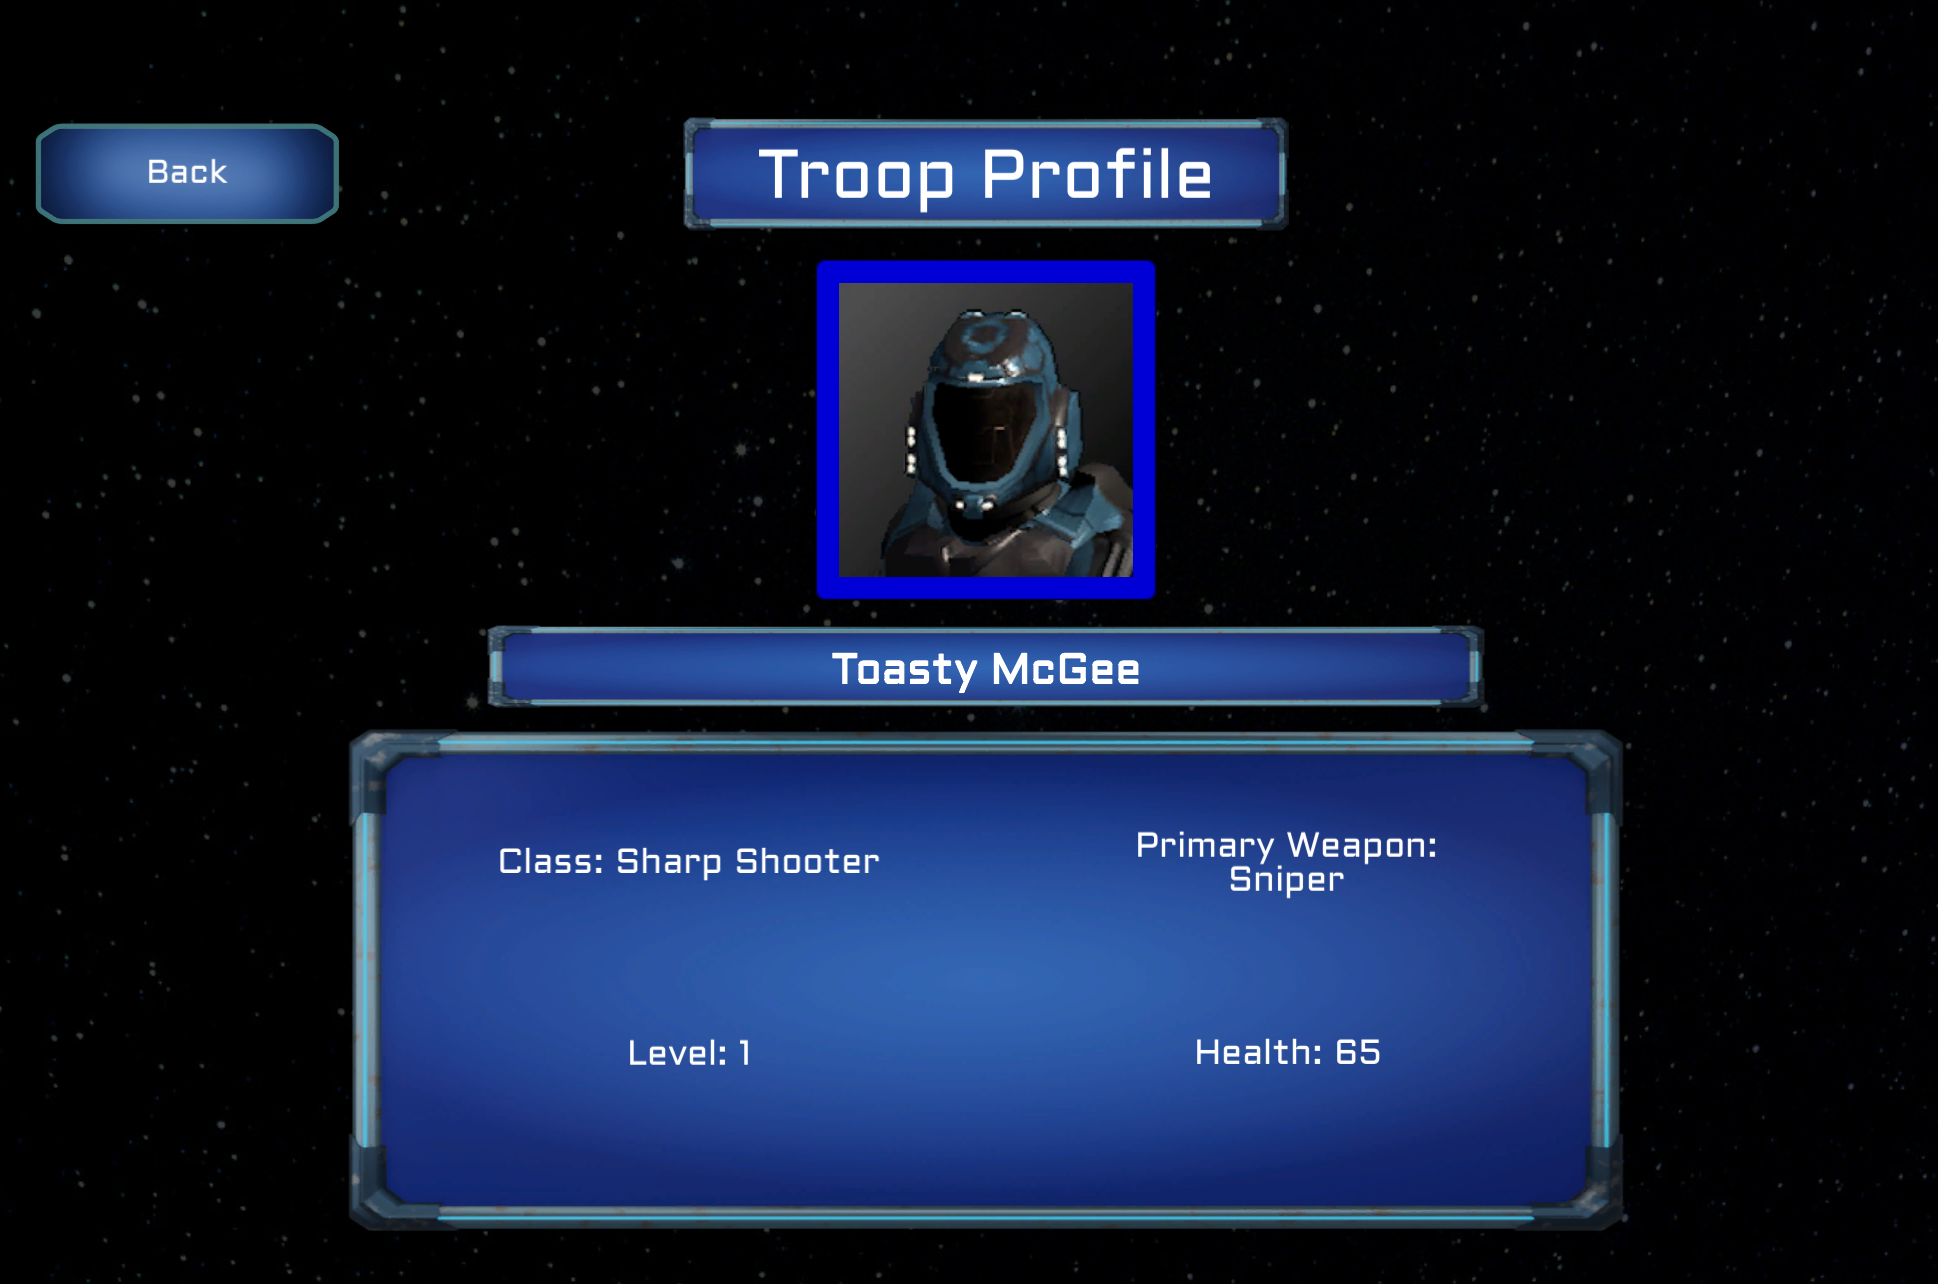 Back
Troop Profile
Toasty McGee
Class: Sharp Shooter
Primary Weapon:
Sniper
Level: 1
Health: 65